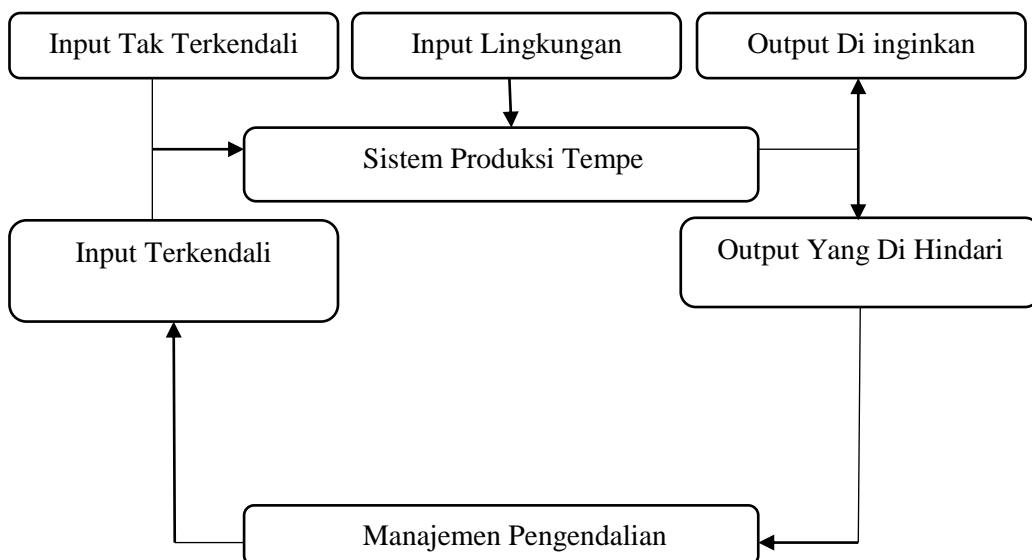 Input Tak Terkendali
Input Lingkungan
Output Di inginkan
Sistem Produksi Tempe
Input Terkendali
Output Yang Di Hindari
Manajemen Pengendalian